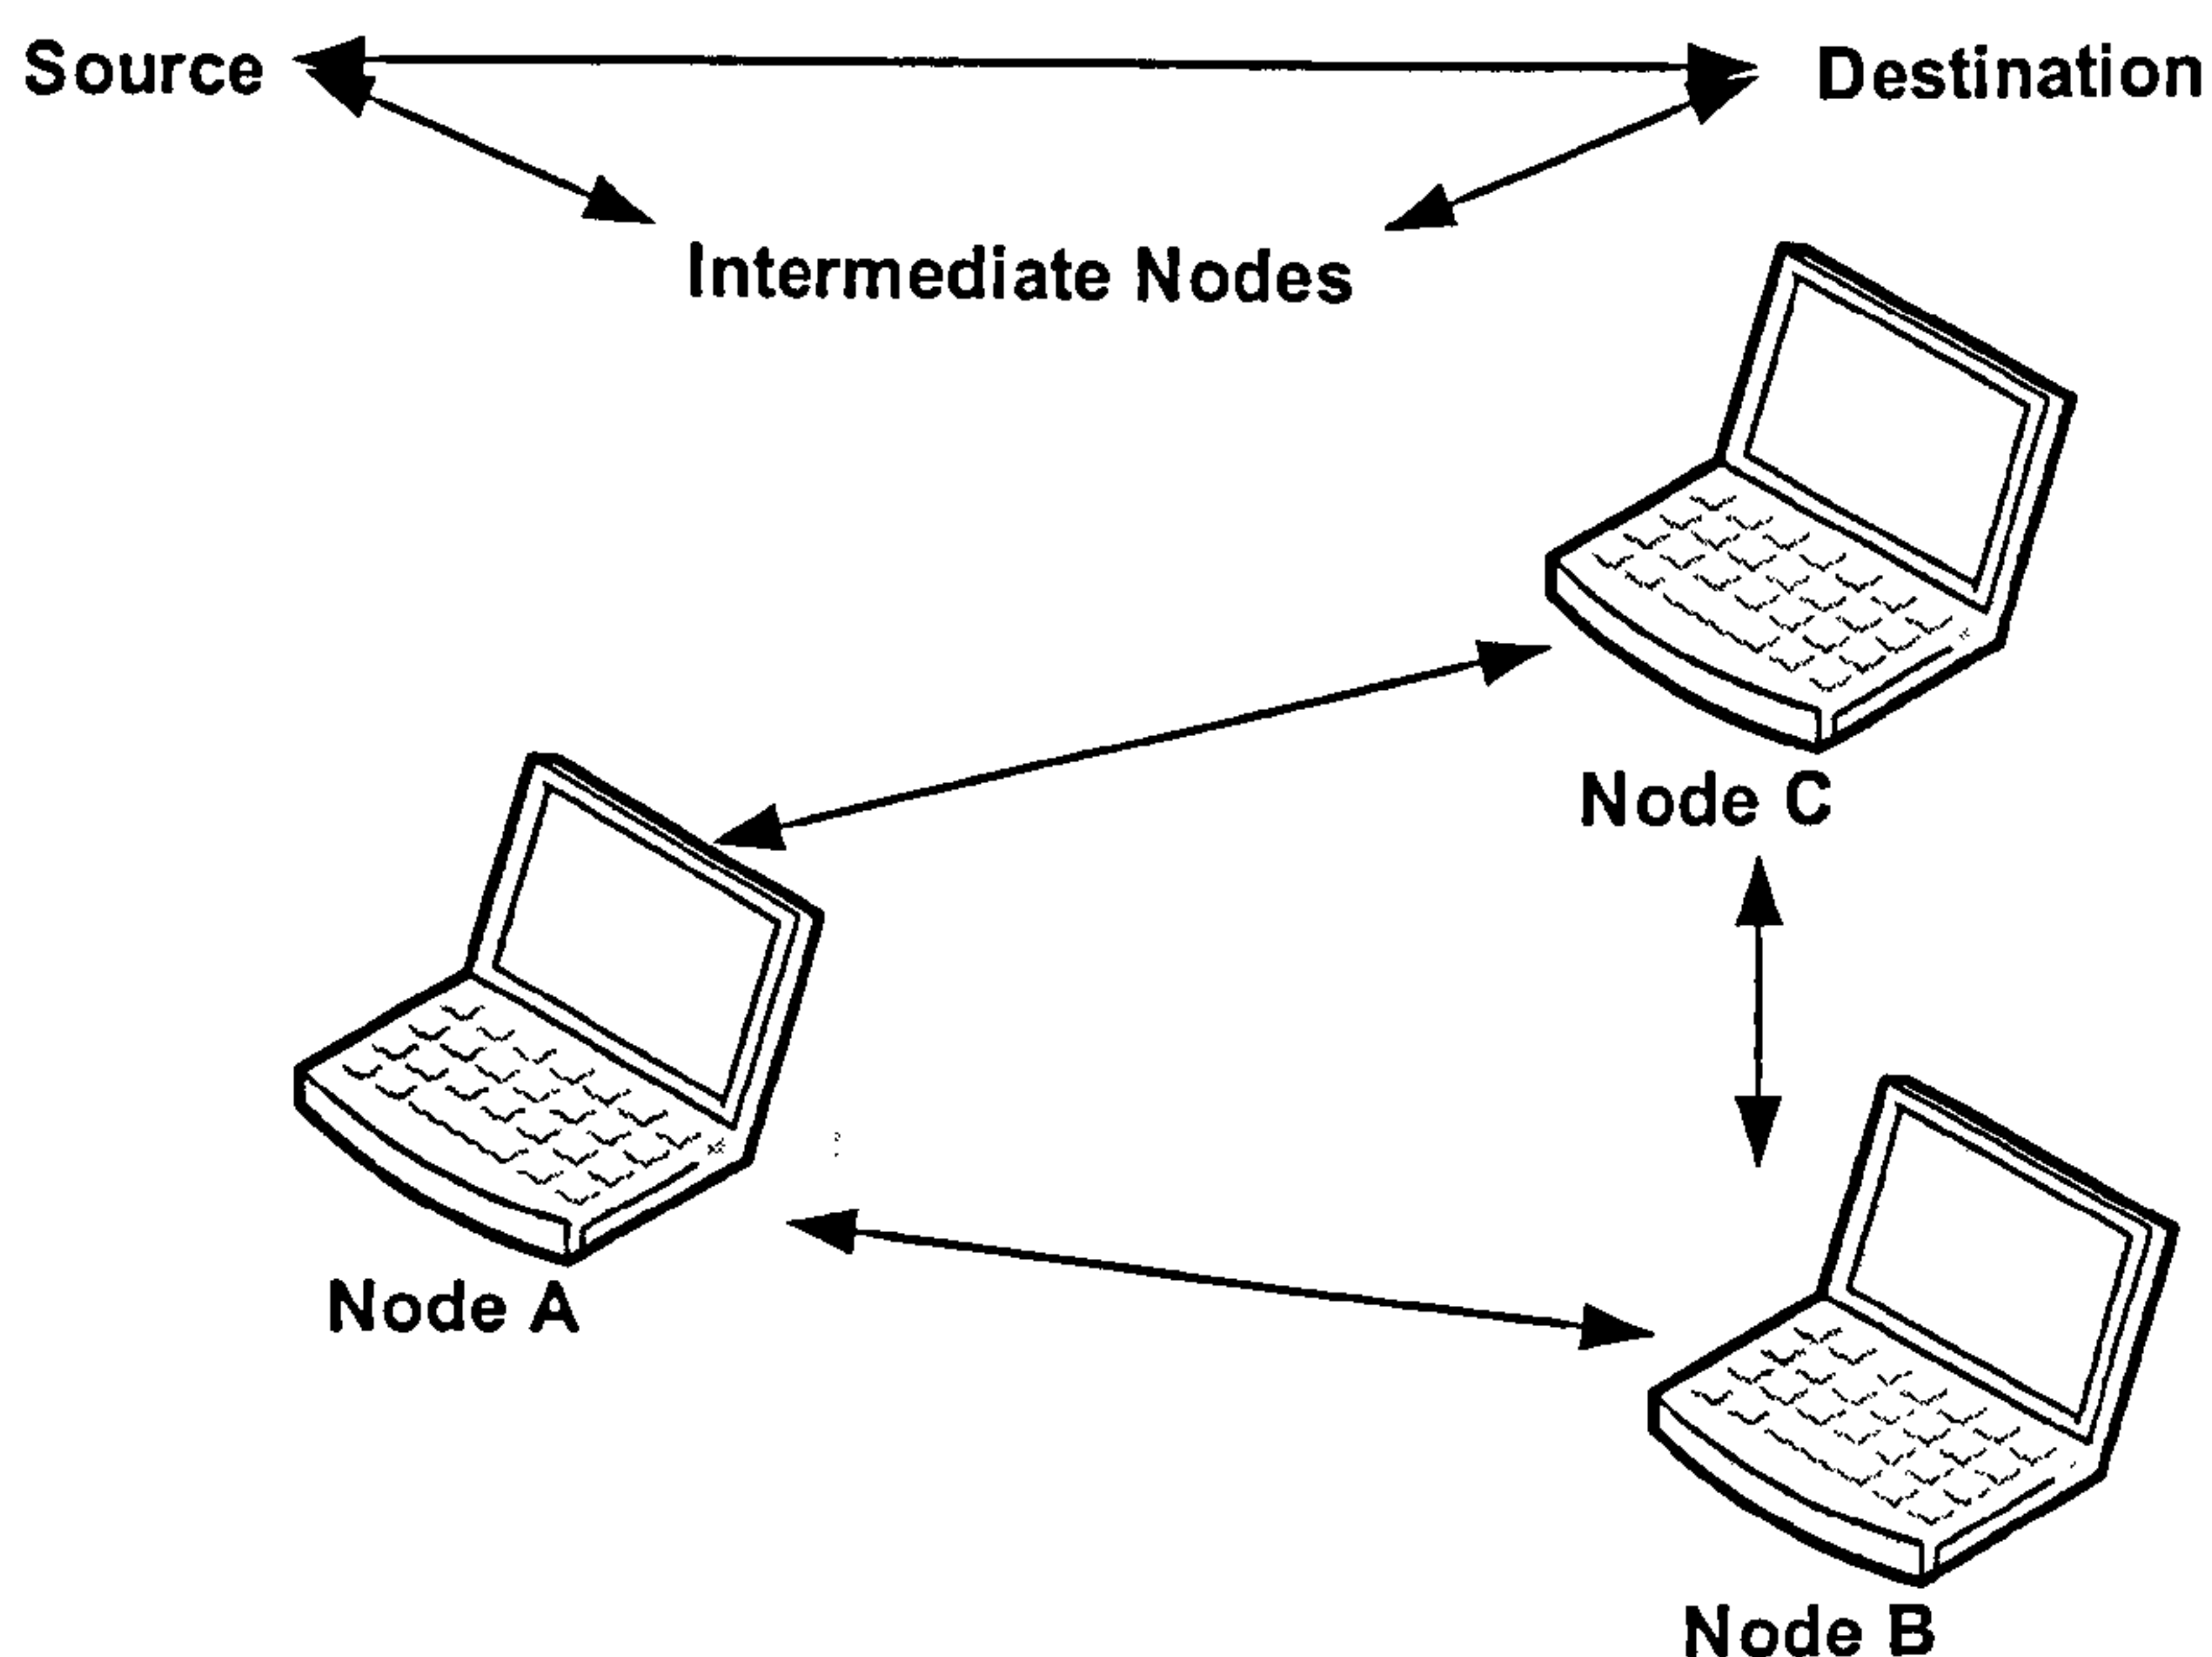 Source
Destination
Intermediate Nodes
Node C
Node A
Node B